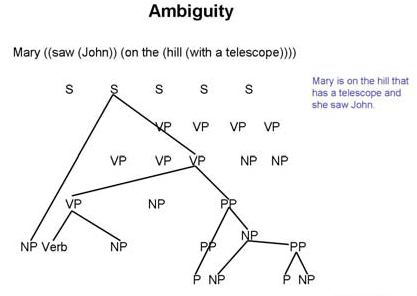 Ambiguity
Mary ((saw (John)) (on the (hill (with a telescope))))
S S S S S
Mary is on the hill that
has a telescope and
she saw John.
VP VP VP VP
VP VP VP NP NP
VP NP PP
NP Verb NP PP NP PP
P NP P NP